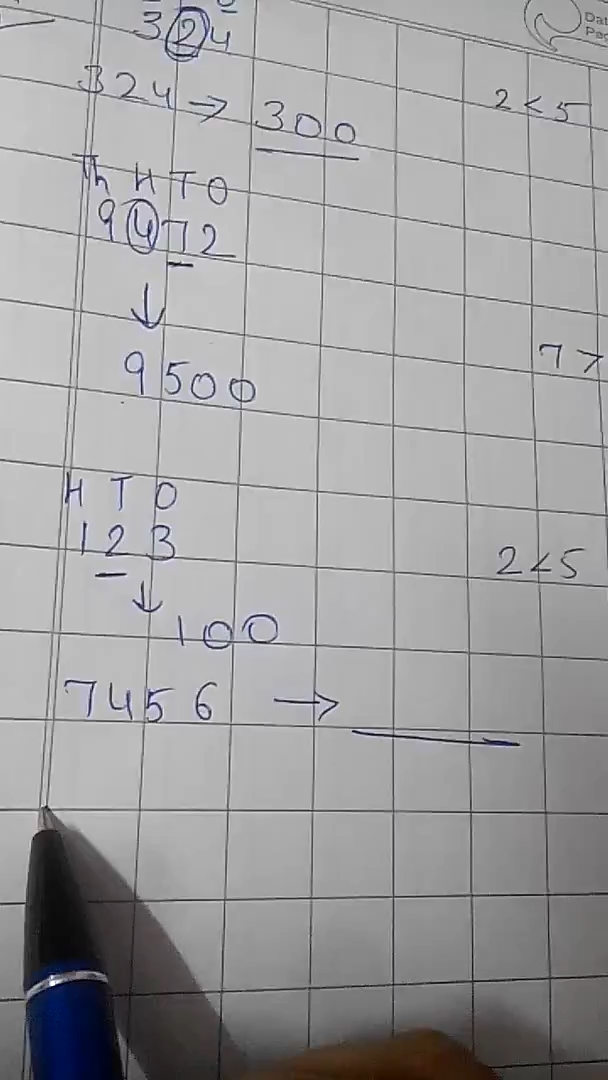 324
324 → 300
2 < 5
Th H T O
9472
↓
9500
7 >
H T O
123
2 < 5
↓
100
7456 →